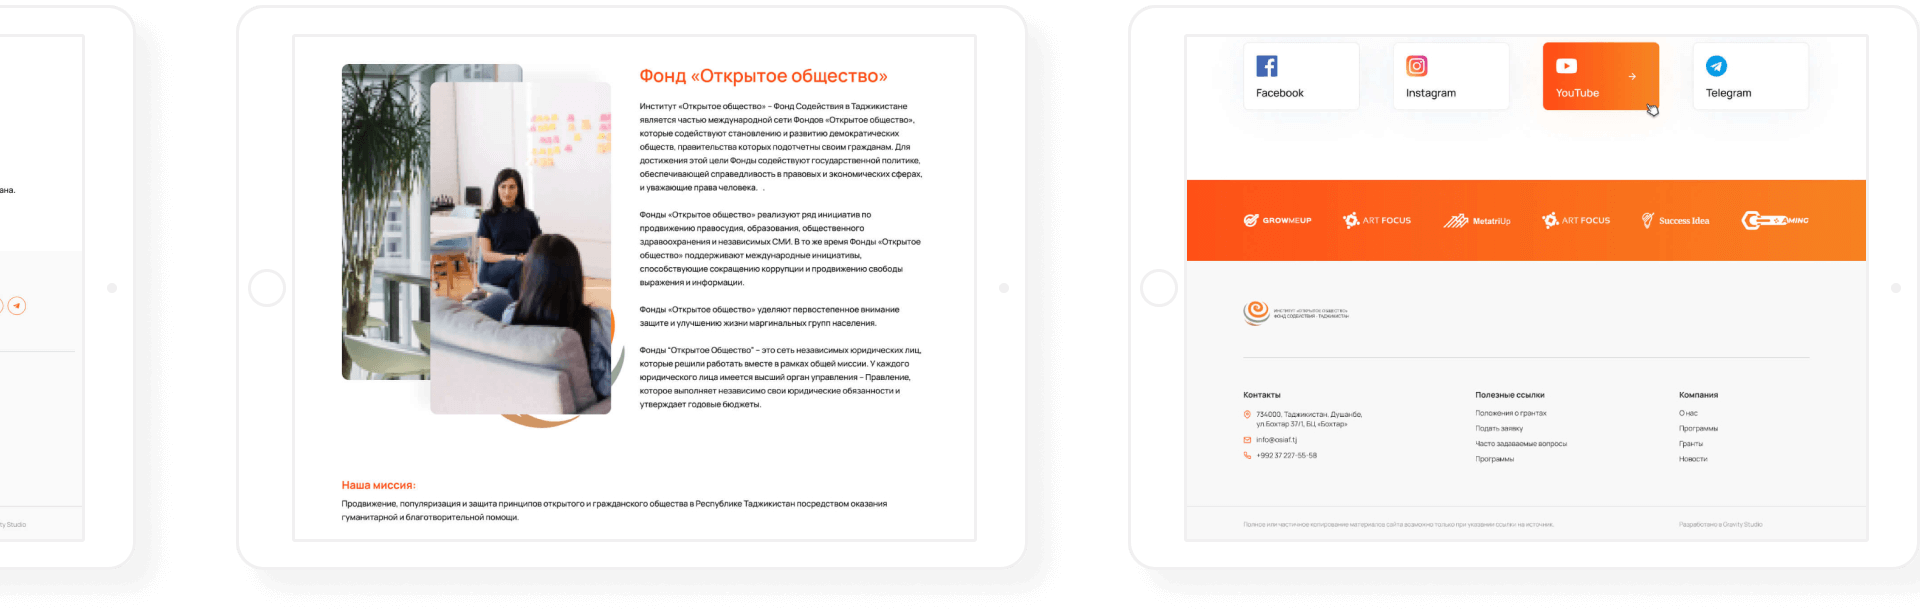 ана.
ty Studio
Фонд «Открытое общество»
Институт «Открытое общество» – Фонд Содействия в Таджикистане
является частью международной сети Фондов «Открытое общество»,
которые содействуют становлению и развитию демократических
обществ, правительства которых подотчетны своим гражданам. Для
достижения этой цели Фонды содействуют государственной политике,
обеспечивающей справедливость в правовых и экономических сферах,
и уважающие права человека. .
Фонды «Открытое общество» реализуют ряд инициатив по
продвижению правосудия, образования, общественного
здравоохранения и независимых СМИ. В то же время Фонды «Открытое
общество» поддерживают международные инициативы,
способствующие сокращению коррупции и продвижению свободы
выражения и информации.
Фонды «Открытое общество» уделяют первостепенное внимание
защите и улучшению жизни маргинальных групп населения.
Фонды "Открытое Общество" – это сеть независимых юридических лиц,
которые решили работать вместе в рамках общей миссии. У каждого
юридического лица имеется высший орган управления – Правление,
которое выполняет независимо свои юридические обязанности и
утверждает годовые бюджеты.
Наша миссия:
Продвижение, популяризация и защита принципов открытого и гражданского общества в Республике Таджикистан посредством оказания
гуманитарной и благотворительной помощи.
Facebook
Instagram
YouTube
Telegram
GROWMEUP
ART FOCUS
MetatriUp
ART FOCUS
Success Idea
AMING
ИНСТИТУТ «ОТКРЫТОЕ ОБЩЕСТВО»
ФОНД СОДЕЙСТВИЯ - ТАДЖИКИСТАН
Контакты
734000, Таджикистан, Душанбе,
ул.Бохтар 37/1, БЦ «Бохтар»
info@osiaf.tj
+992 37 227-55-58
Полезные ссылки
Положения о грантах
Подать заявку
Часто задаваемые вопросы
Программы
Компания
О нас
Программы
Гранты
Новости
Полное или частичное копирование материалов сайта возможно только при указании ссылки на источник.
Разработано в Gravity Studio